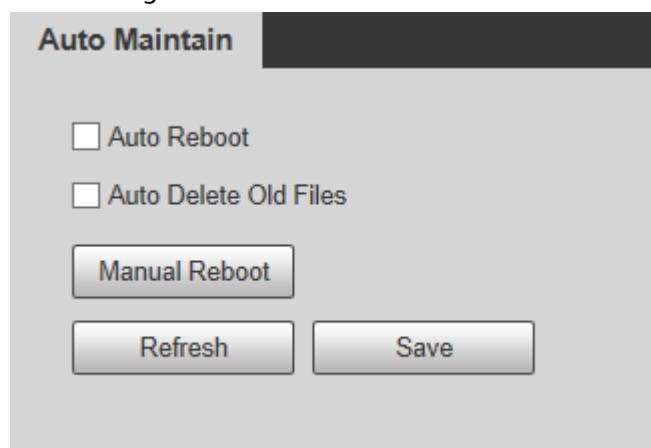 Auto Maintain
Auto Reboot
Auto Delete Old Files
Manual Reboot
Refresh Save